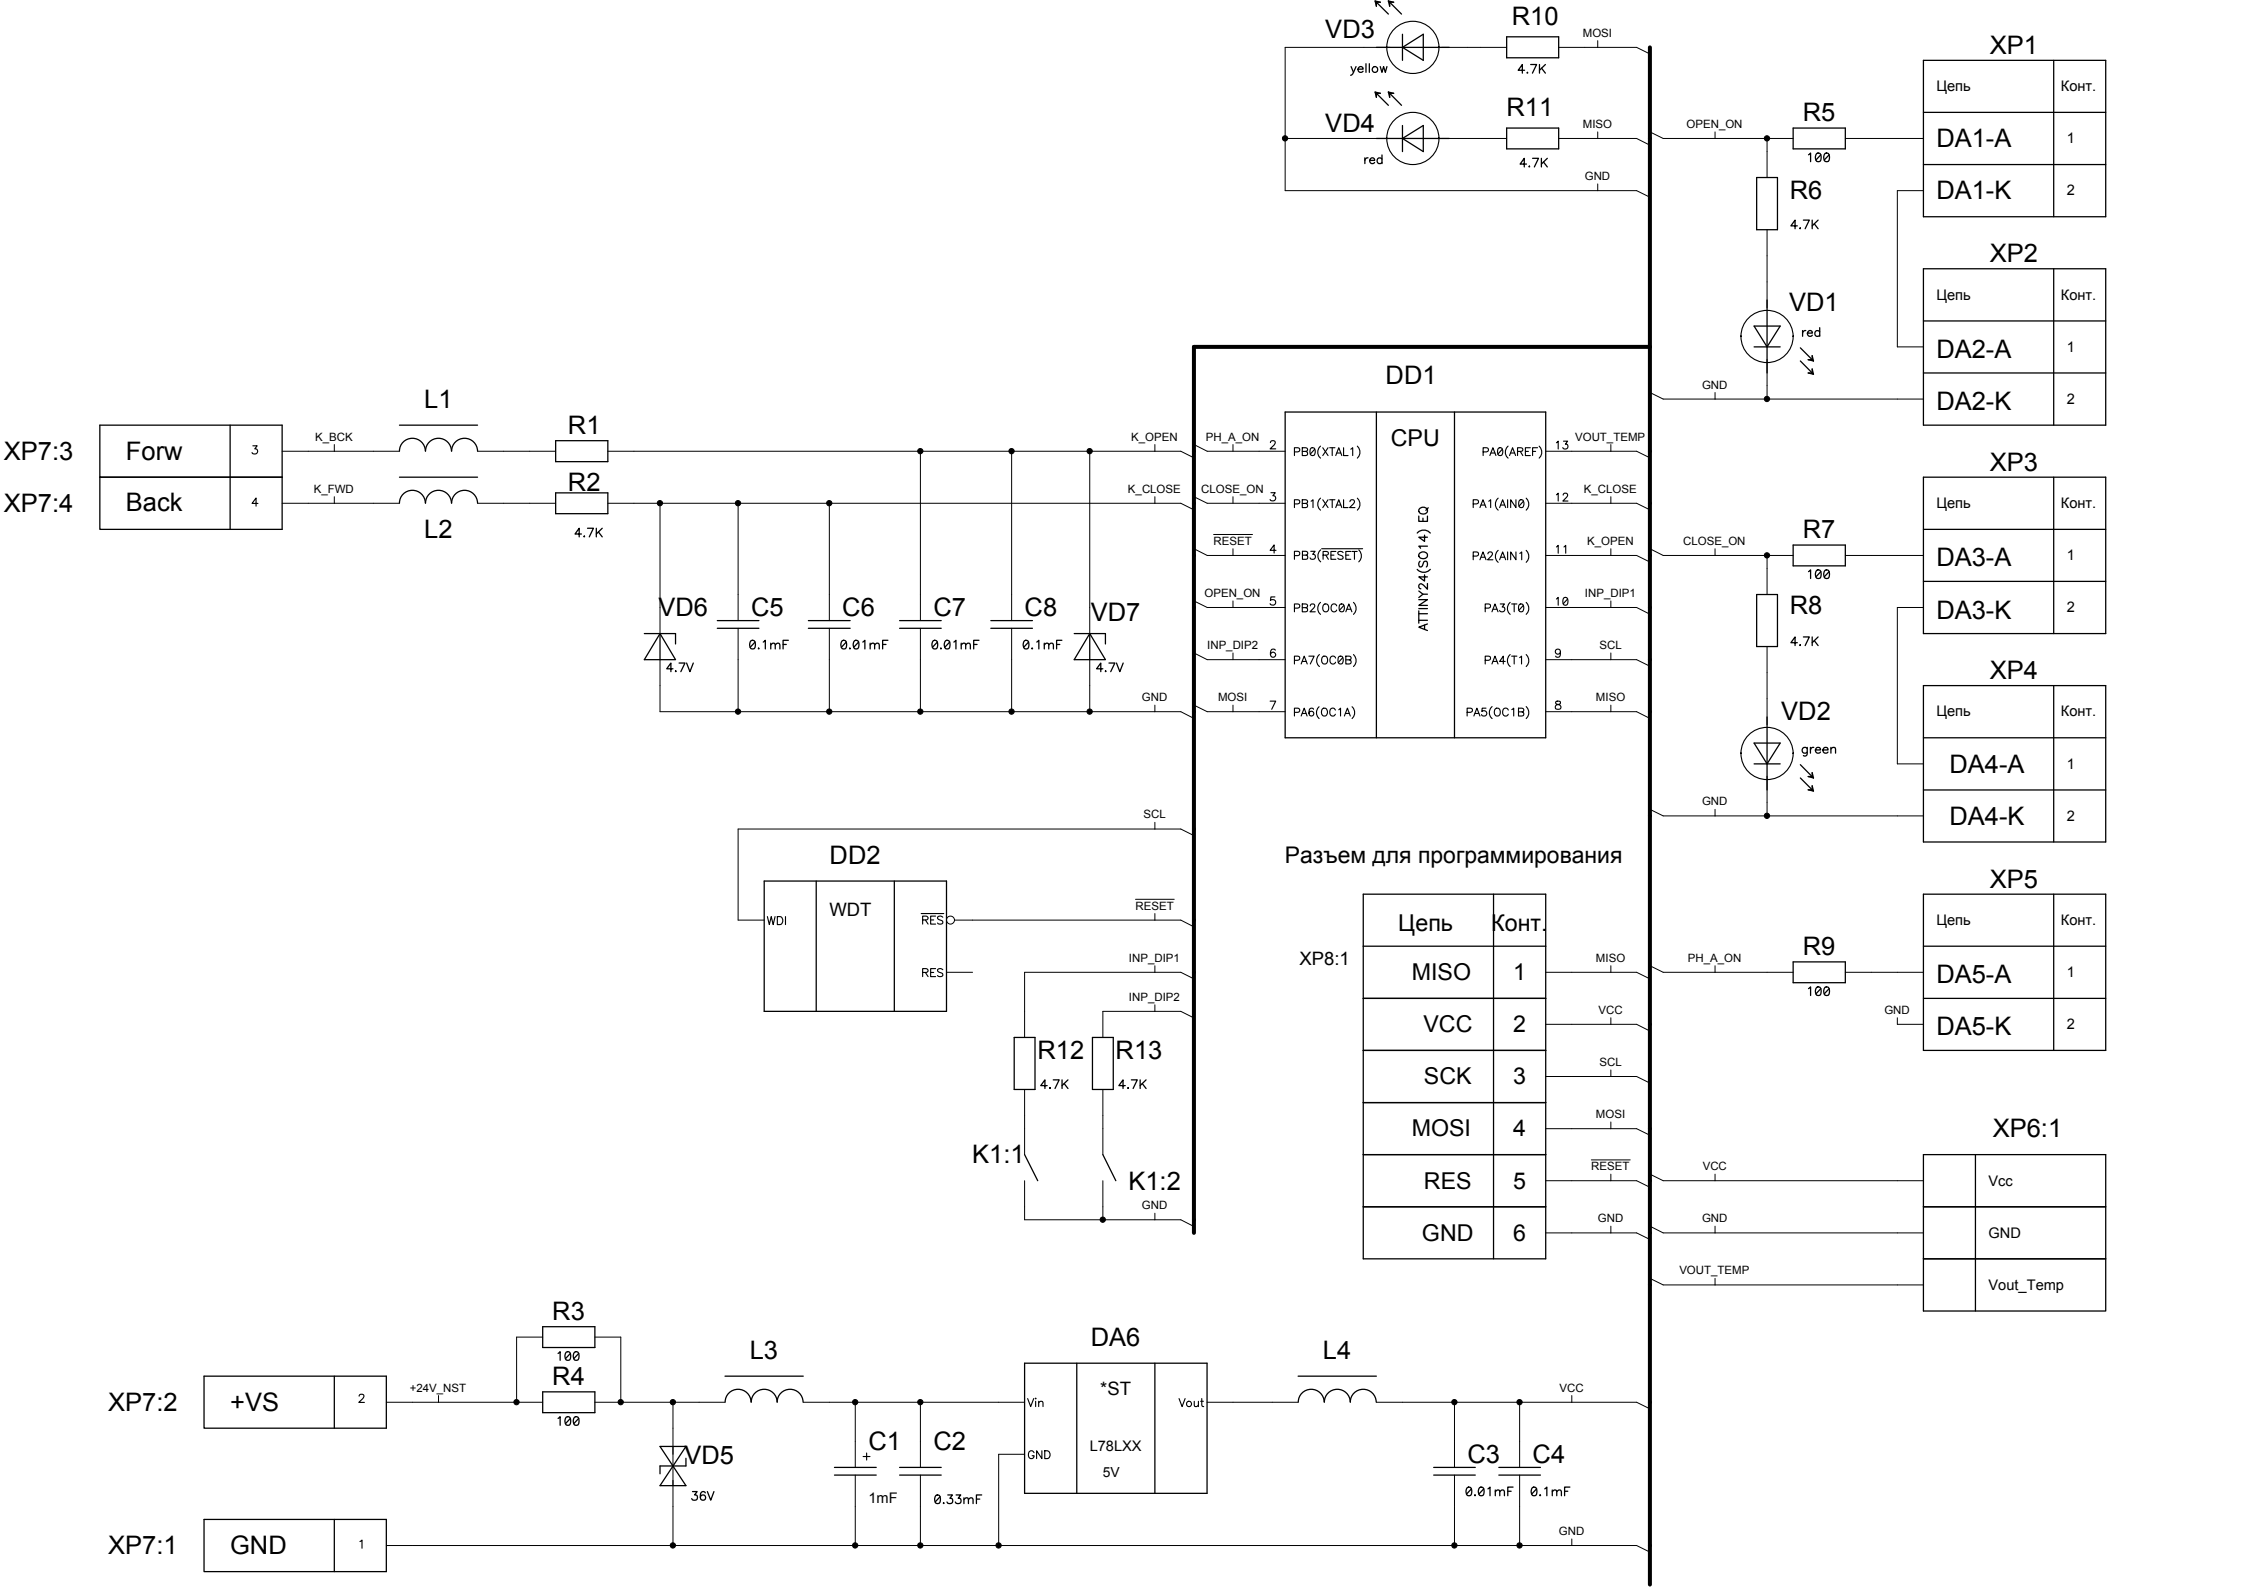 VD3
yellow
R10
4.7K
MOSI
VD4
red
R11
4.7K
MISO
GND
OPEN_ON
R5
100
R6
4.7K
VD1
red
GND
XP1
Цепь Конт.
DA1-A 1
DA1-K 2
XP2
Цепь Конт.
DA2-A 1
DA2-K 2
XP7:3 Forw 3
K_BCK
L1
R1
K_OPEN
XP7:4 Back 4
K_FWD
L2
R2
4.7K
K_CLOSE
VD6
4.7V
C5
0.1mF
C6
0.01mF
C7
0.01mF
C8
0.1mF
VD7
4.7V
GND
DD1
CPU
ATTINY24(SO14) EQ
PH_A_ON 2 PB0(XTAL1)
CLOSE_ON 3 PB1(XTAL2)
RESET 4 PB3(RESET)
OPEN_ON 5 PB2(OC0A)
INP_DIP2 6 PA7(OC0B)
MOSI 7 PA6(OC1A)
PA0(AREF) 13 VOUT_TEMP
PA1(AIN0) 12 K_CLOSE
PA2(AIN1) 11 K_OPEN
PA3(T0) 10 INP_DIP1
PA4(T1) 9 SCL
PA5(OC1B) 8 MISO
CLOSE_ON
R7
100
R8
4.7K
VD2
green
GND
XP3
Цепь Конт.
DA3-A 1
DA3-K 2
XP4
Цепь Конт.
DA4-A 1
DA4-K 2
SCL
DD2
WDI
WDT
RES
RES
RESET
INP_DIP1
INP_DIP2
R12
4.7K
R13
4.7K
K1:1
K1:2
GND
Разъем для программирования
XP8:1
Цепь Конт.
MISO 1 MISO
VCC 2 VCC
SCK 3 SCL
MOSI 4 MOSI
RES 5 RESET
GND 6 GND
PH_A_ON
R9
100
XP5
Цепь Конт.
DA5-A 1
GND
DA5-K 2
XP6:1
VCC Vcc
GND GND
VOUT_TEMP Vout_Temp
XP7:2 +VS 2
+24V_NST
R3
100
R4
100
VD5
36V
L3
C1
+
1mF
C2
0.33mF
DA6
Vin
GND
*ST
L78LXX
5V
Vout
L4
C3
0.01mF
C4
0.1mF
VCC
XP7:1 GND 1
GND